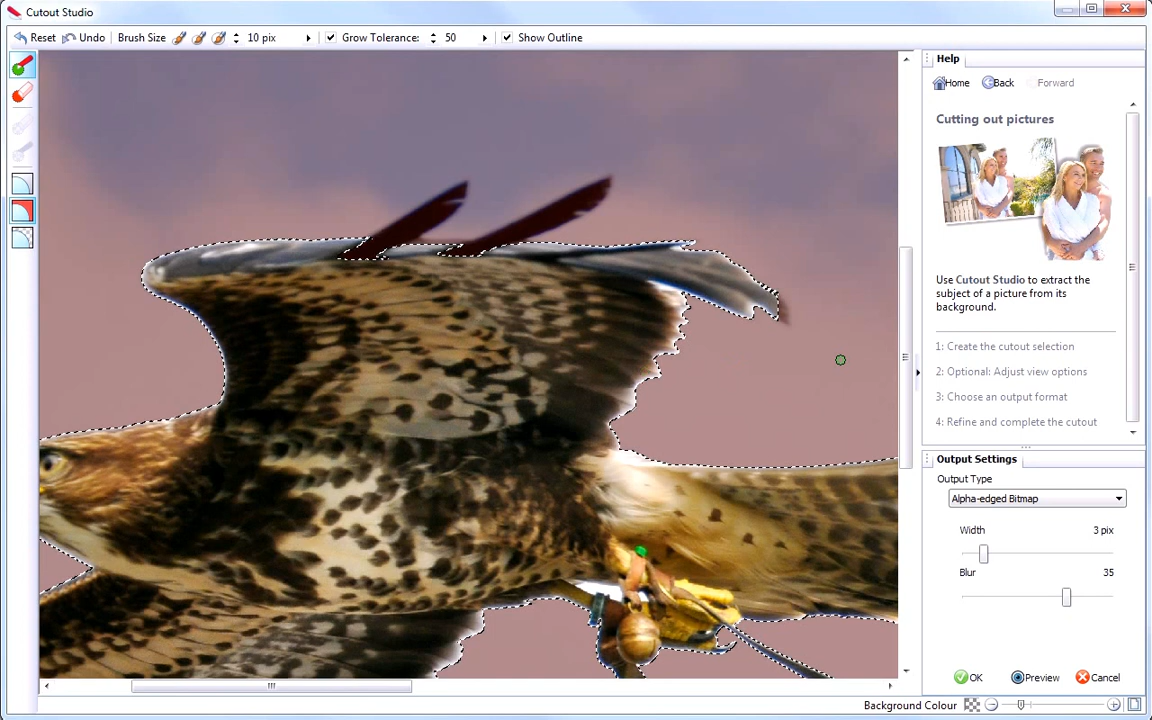 Cutout Studio
Reset Undo Brush Size 10 pix Grow Tolerance: 50 Show Outline
Help
Home Back Forward
Cutting out pictures
Use Cutout Studio to extract the
subject of a picture from its
background.
1: Create the cutout selection
2: Optional: Adjust view options
3: Choose an output format
4: Refine and complete the cutout
Output Settings
Output Type
Alpha-edged Bitmap
Width 3 pix
Blur 35
OK Preview Cancel
Background Colour